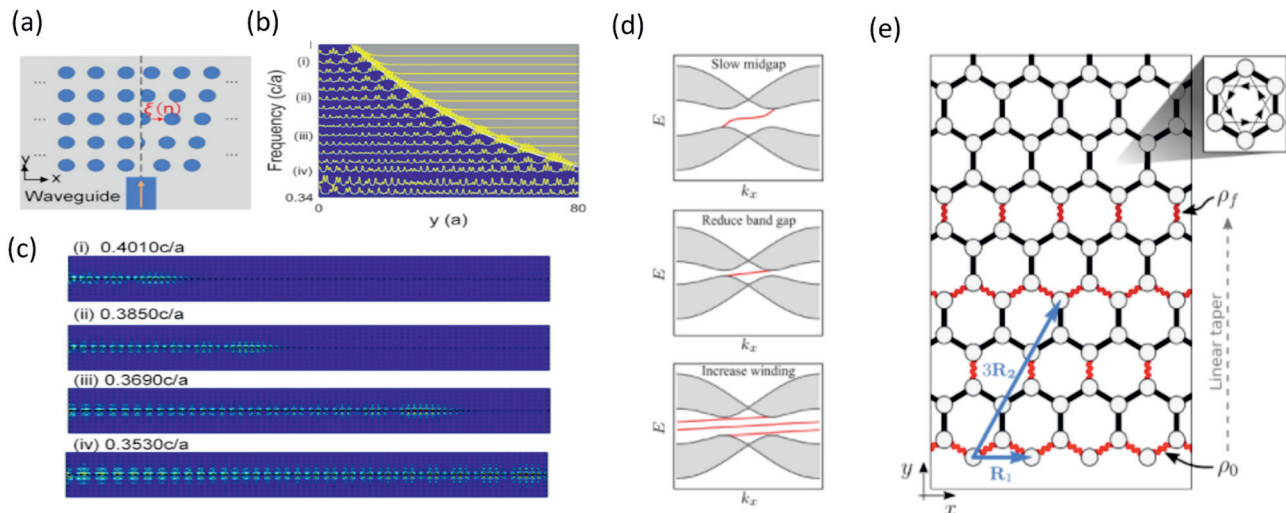 (a)
...
...
ξ(n)
...
...
...
...
y
x
Waveguide
(b)
Frequency (c/a)
(i)
(ii)
(iii)
(iv)
0.34
0
80
y (a)
(c)
(i) 0.4010c/a
(ii) 0.3850c/a
(iii) 0.3690c/a
(iv) 0.3530c/a
(d)
Slow midgap
E
kₓ
Reduce band gap
E
kₓ
Increase winding
E
kₓ
(e)
ρ_f
Linear taper
3R₂
R₁
ρ₀
y
x